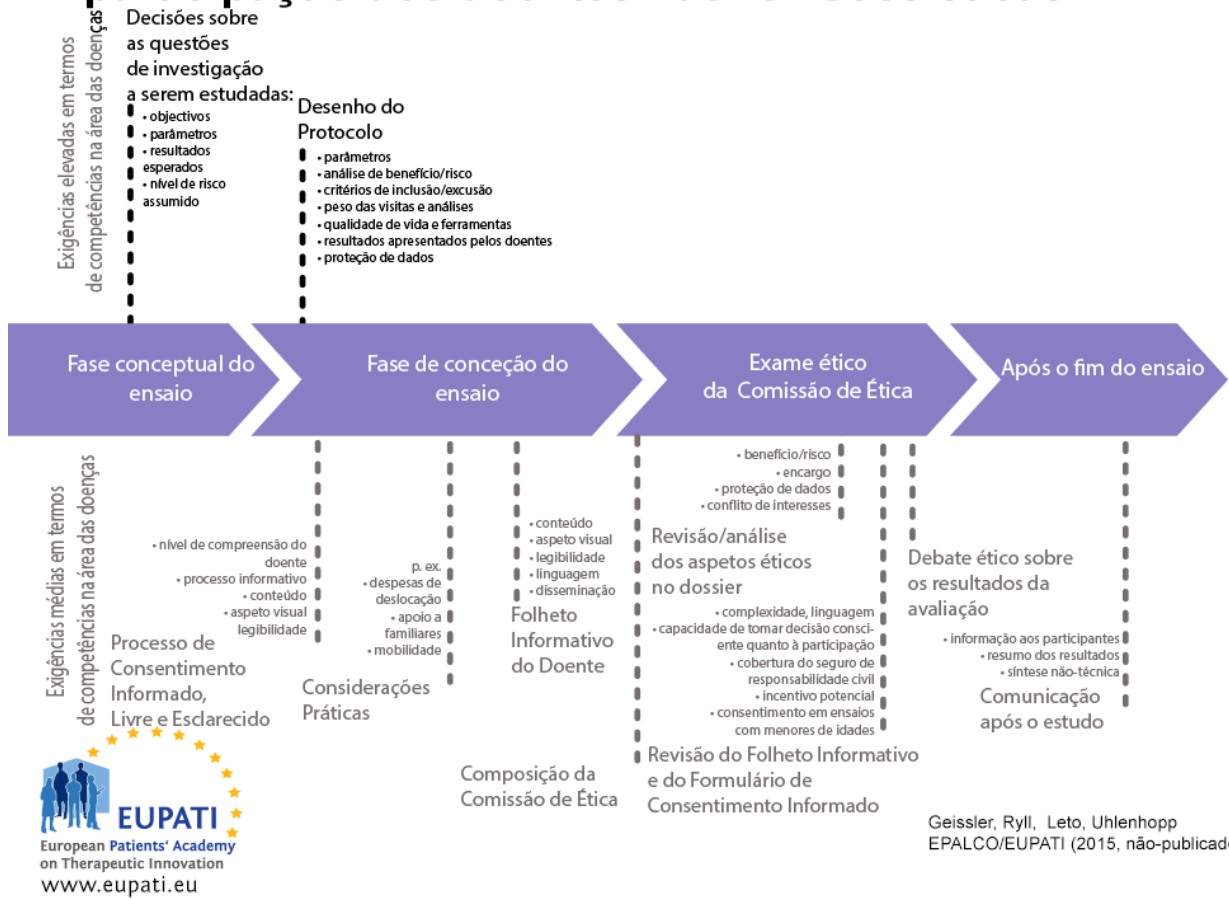 Exigências elevadas em termos
de competências na área das doenças
Decisões sobre
as questões
de investigação
a serem estudadas:
• objectivos
• parâmetros
• resultados
esperados
• nível de risco
assumido
Desenho do
Protocolo
• parâmetros
• análise de benefício/risco
• critérios de inclusão/excusão
• peso das visitas e análises
• qualidade de vida e ferramentas
• resultados apresentados pelos doentes
• proteção de dados
Fase conceptual do
ensaio
Fase de conceção do
ensaio
Exame ético
da Comissão de Ética
Após o fim do ensaio
Exigências médias em termos
de competências na área das doenças
• nível de compreensão do
doente
• processo informativo
• conteúdo
• aspeto visual
legibilidade
Processo de
Consentimento
Informado,
Livre e Esclarecido
p. ex.
• despesas de
deslocação
• apoio a
familiares
• mobilidade
Considerações
Práticas
• conteúdo
• aspeto visual
• legibilidade
• linguagem
• disseminação
Folheto
Informativo
do Doente
Composição da
Comissão de Ética
• benefício/risco
• encargo
• proteção de dados
• conflito de interesses
Revisão/análise
dos aspetos éticos
no dossier
• complexidade, linguagem
• capacidade de tomar decisão consci-
ente quanto à participação
• cobertura do seguro de
responsabilidade civil
• incentivo potencial
• consentimento em ensaios
com menores de idades
Revisão do Folheto Informativo
e do Formulário de
Consentimento Informado
Debate ético sobre
os resultados da
avaliação
• informação aos participantes
• resumo dos resultados
• síntese não-técnica
Comunicação
após o estudo
EUPATI
European Patients' Academy
on Therapeutic Innovation
www.eupati.eu
Geissler, Ryll, Leto, Uhlenhopp
EPALCO/EUPATI (2015, não-publicado